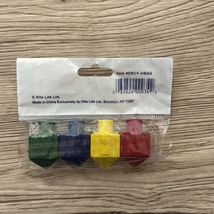 Item #DRCY-4/BAG
© Rite Lite Ltd.
Made in China Exclusively for Rite Lite Ltd., Brooklyn, NY 11207